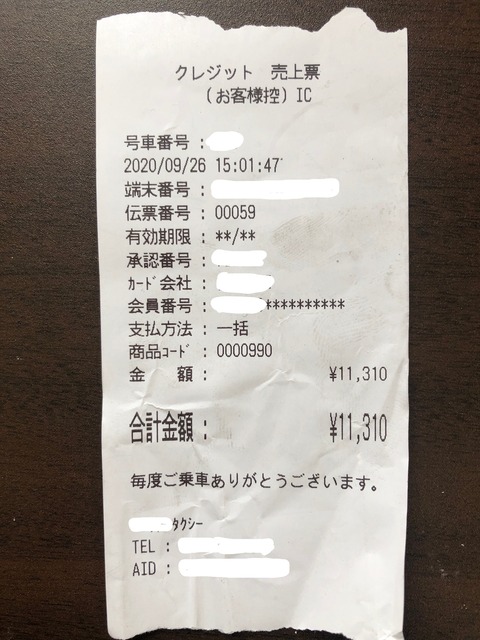 クレジット 売上票
(お客様控) IC
号車番号 :
2020/09/26 15:01:47
端末番号 :
伝票番号 : 00059
有効期限 : **/**
承認番号 :
ｶｰﾄﾞ会社 :
会員番号 : **********
支払方法 : 一括
商品ｺｰﾄﾞ : 0000990
金 額 : ¥11,310
合計金額 : ¥11,310
毎度ご乗車ありがとうございます。
ﾀｸｼｰ
TEL :
AID :